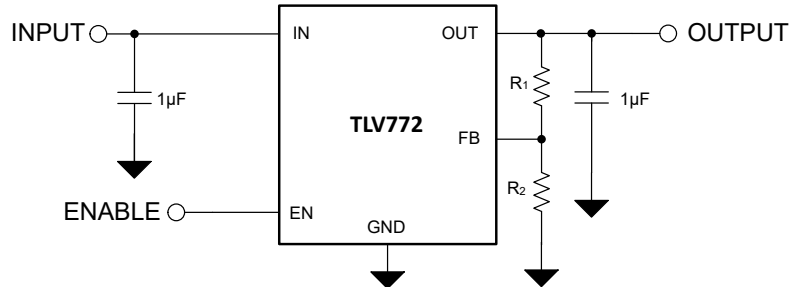 INPUT
IN
OUT
OUTPUT
R1
1µF
1µF
TLV772
FB
R2
ENABLE
EN
GND